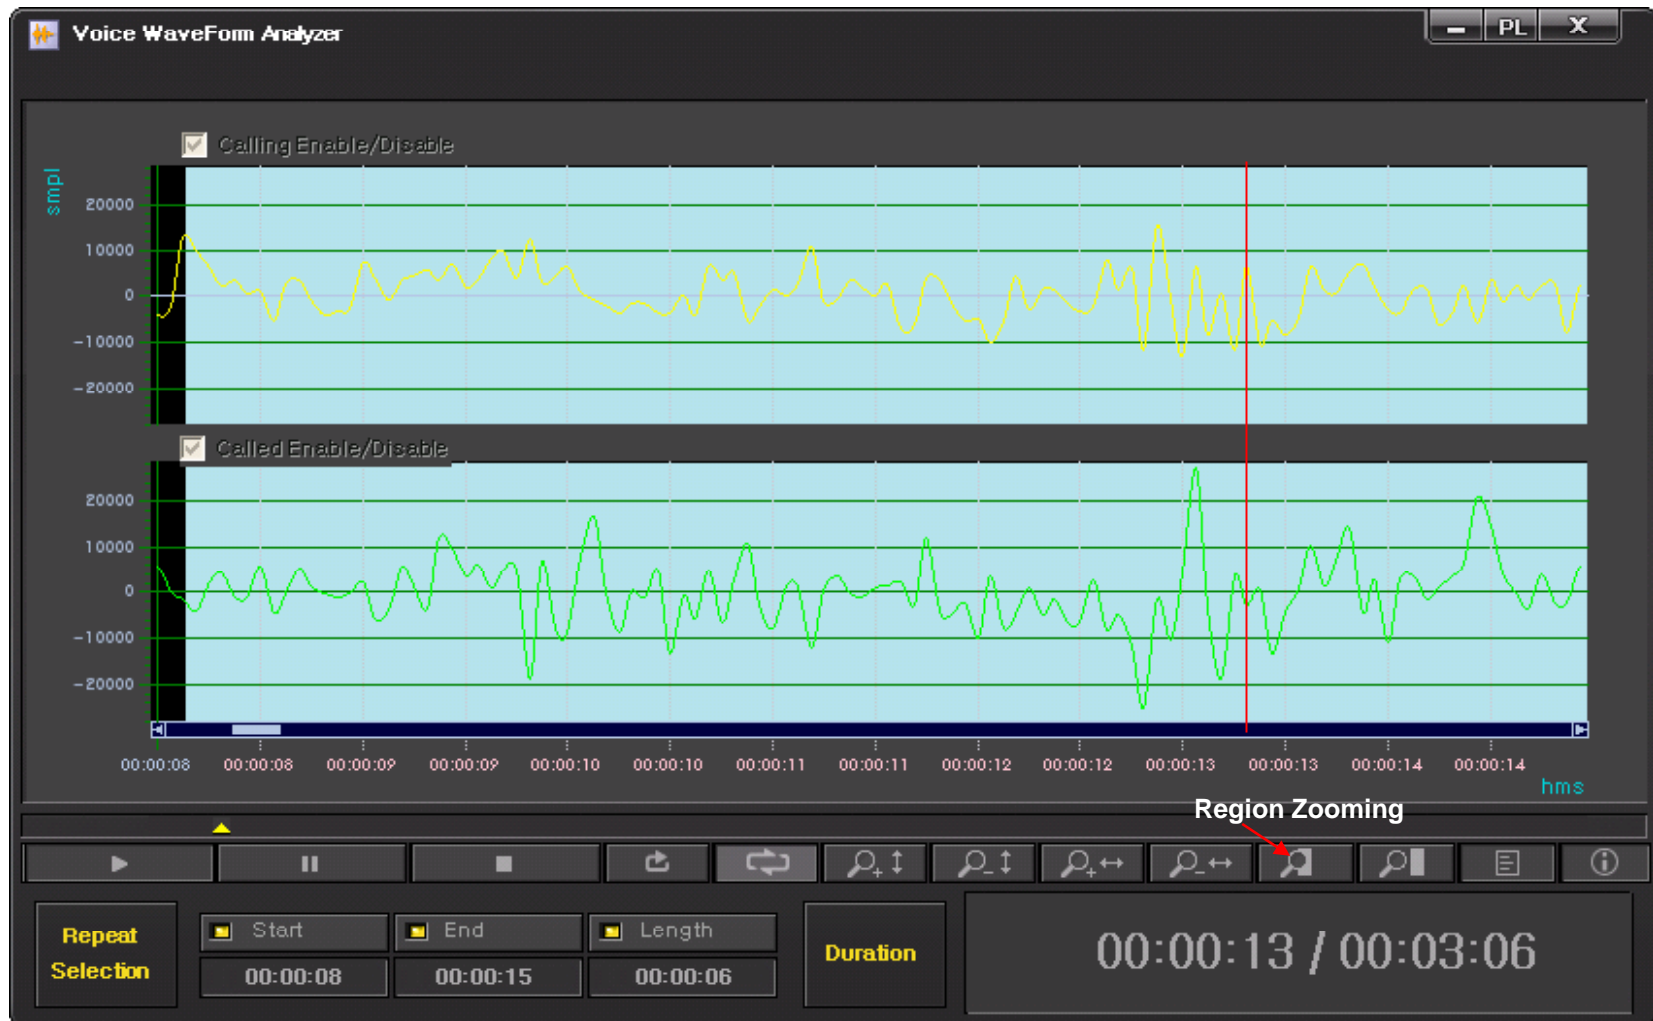 Voice WaveForm Analyzer
PL X
Calling Enable/Disable
smpl
20000
10000
0
-10000
-20000
Called Enable/Disable
20000
10000
0
-10000
-20000
00:00:08 00:00:08 00:00:09 00:00:09 00:00:10 00:00:10 00:00:11 00:00:11 00:00:12 00:00:12 00:00:13 00:00:13 00:00:14 00:00:14
hms
Region Zooming
Repeat
Selection
Start End Length
00:00:08 00:00:15 00:00:06
Duration
00:00:13 / 00:03:06